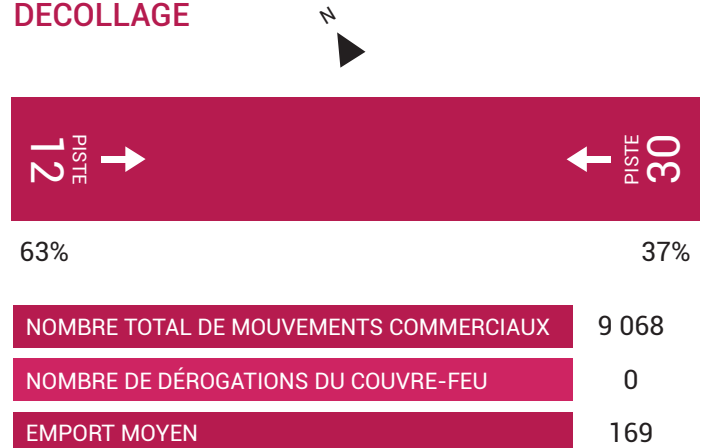 DECOLLAGE
N
PISTE
12
PISTE
30
63%
37%
NOMBRE TOTAL DE MOUVEMENTS COMMERCIAUX 9 068
NOMBRE DE DÉROGATIONS DU COUVRE-FEU 0
EMPORT MOYEN 169